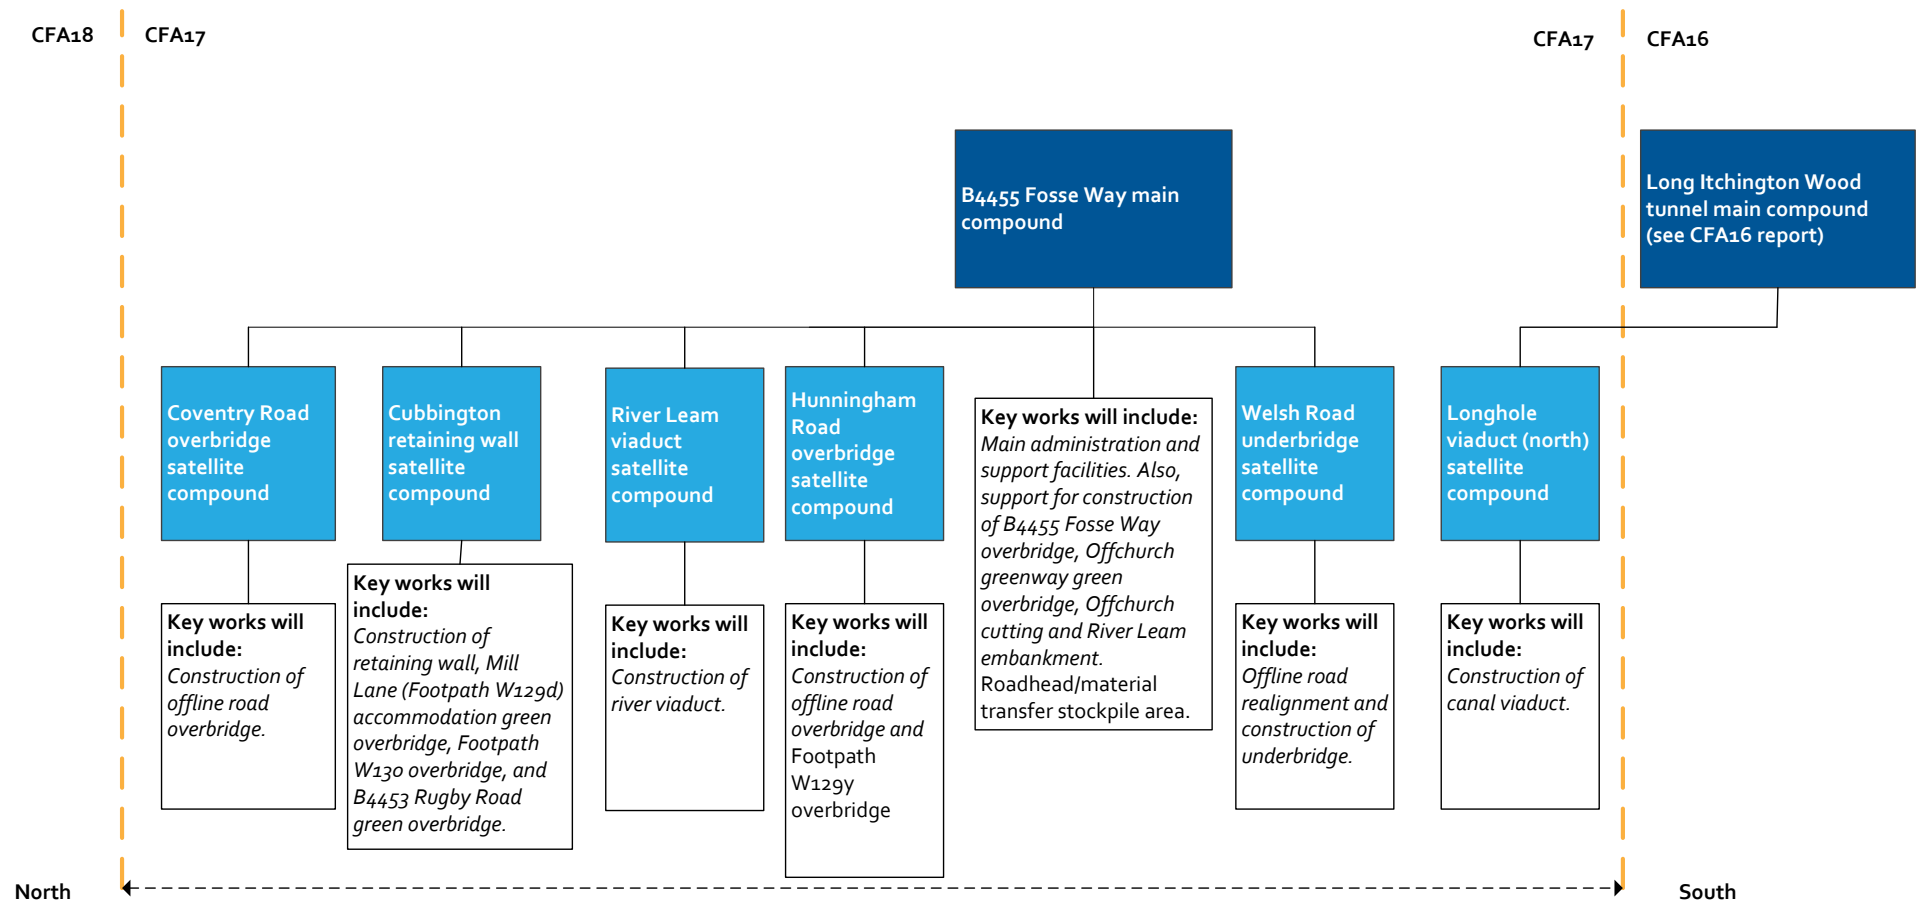 CFA18
CFA17
CFA17
CFA16
B4455 Fosse Way main
compound
Long Itchington Wood
tunnel main compound
(see CFA16 report)
Coventry Road
overbridge
satellite
compound
Cubbington
retaining wall
satellite
compound
River Leam
viaduct
satellite
compound
Hunningham
Road
overbridge
satellite
compound
Key works will include:
Main administration and
support facilities. Also,
support for construction
of B4455 Fosse Way
overbridge, Offchurch
greenway green
overbridge, Offchurch
cutting and River Leam
embankment.
Roadhead/material
transfer stockpile area.
Welsh Road
underbridge
satellite
compound
Longhole
viaduct (north)
satellite
compound
Key works will
include:
Construction of
offline road
overbridge.
Key works will
include:
Construction of
retaining wall, Mill
Lane (Footpath W129d)
accommodation green
overbridge, Footpath
W130 overbridge, and
B4453 Rugby Road
green overbridge.
Key works will
include:
Construction of
river viaduct.
Key works will
include:
Construction of
offline road
overbridge and
Footpath
W129y
overbridge
Key works will
include:
Offline road
realignment and
construction of
underbridge.
Key works will
include:
Construction of
canal viaduct.
North
South